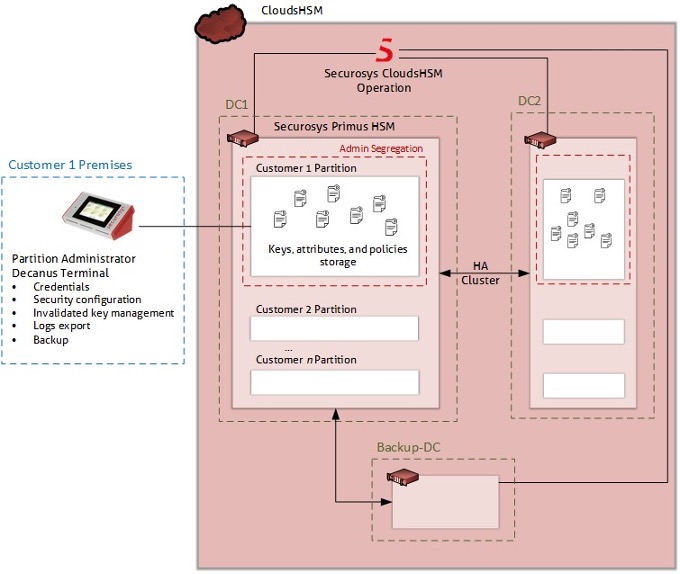 CloudsHSM
Securosys CloudsHSM
Operation
DC1
DC2
Securosys Primus HSM
Admin Segregation
Customer 1 Premises
Customer 1 Partition
Keys, attributes, and policies
storage
Partition Administrator
Decanus Terminal
• Credentials
• Security configuration
• Invalidated key management
• Logs export
• Backup
HA
Cluster
Customer 2 Partition
...
Customer n Partition
Backup-DC